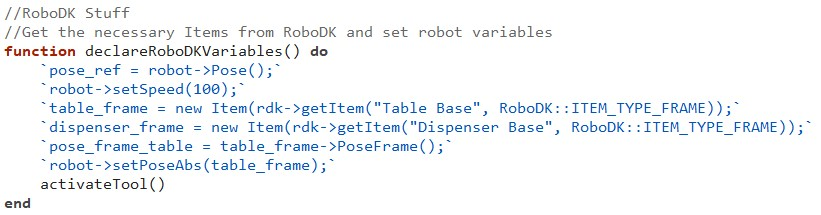 //RoboDK Stuff
//Get the necessary Items from RoboDK and set robot variables
function declareRoboDKVariables() do
    `pose_ref = robot->Pose();`
    `robot->setSpeed(100);`
    `table_frame = new Item(rdk->getItem("Table Base", RoboDK::ITEM_TYPE_FRAME));`
    `dispenser_frame = new Item(rdk->getItem("Dispenser Base", RoboDK::ITEM_TYPE_FRAME));`
    `pose_frame_table = table_frame->PoseFrame();`
    `robot->setPoseAbs(table_frame);`
    activateTool()
end